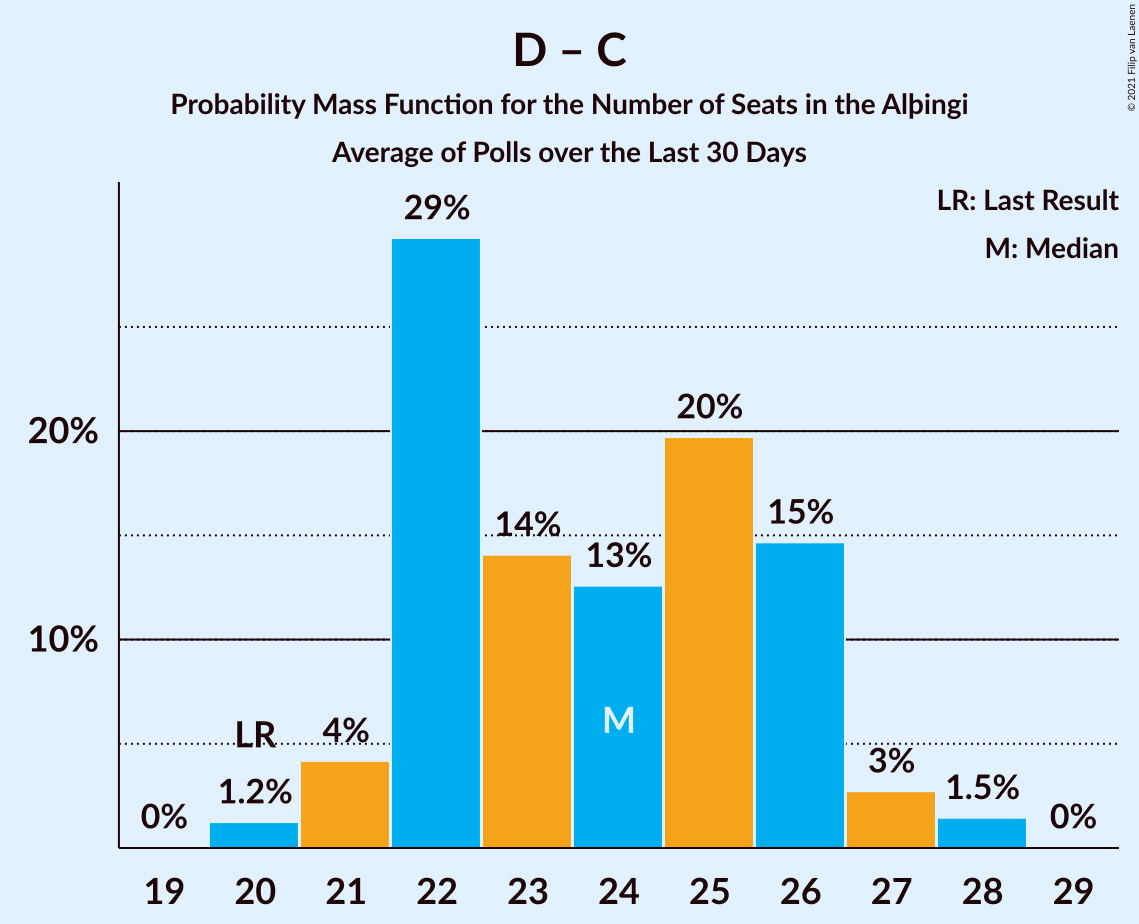 D – C
Probability Mass Function for the Number of Seats in the Alþingi
Average of Polls over the Last 30 Days
© 2021 Filip van Laenen
LR: Last Result
M: Median
29%
20%
20%
15%
14%
13%
10%
M
LR
4%
3%
1.2%
1.5%
0%
0%
19 20 21 22 23 24 25 26 27 28 29